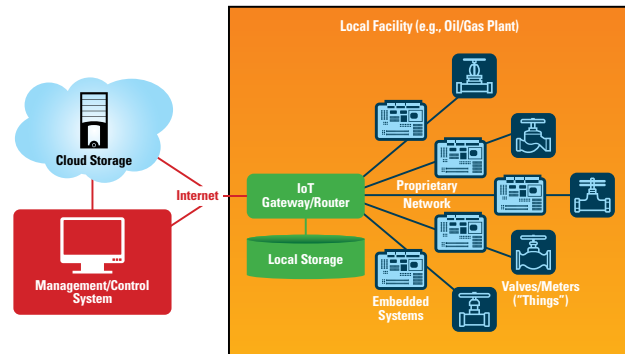 Local Facility (e.g., Oil/Gas Plant)
Cloud Storage
Internet
IoT
Gateway/Router
Proprietary
Network
Local Storage
Management/Control
System
Embedded
Systems
Valves/Meters
("Things")